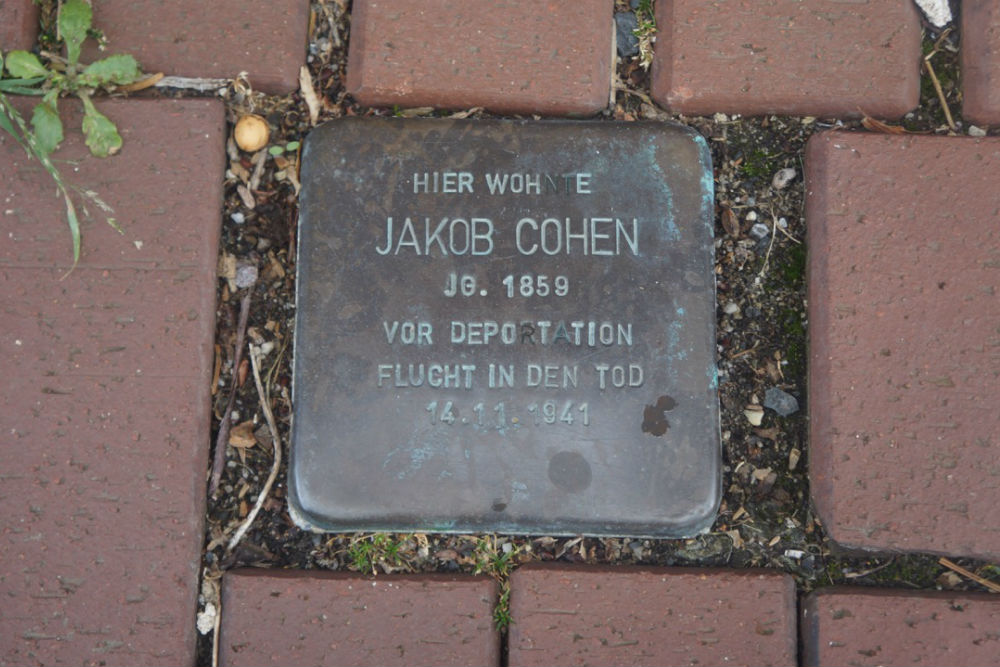 HIER WOHNTE
JAKOB COHEN
JG. 1859
VOR DEPORTATION
FLUCHT IN DEN TOD
14.11.1941